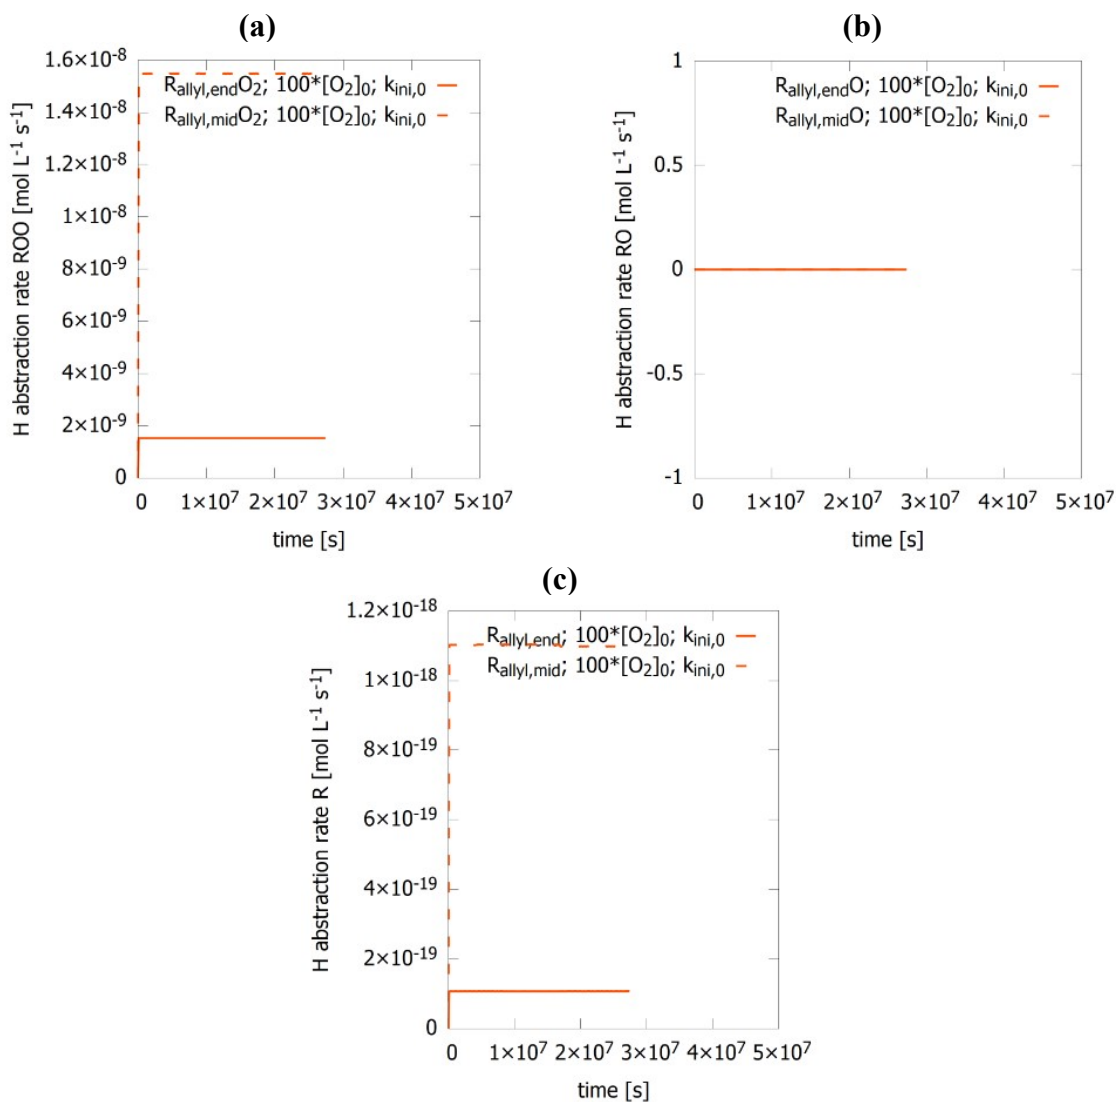 (a)
H abstraction rate ROO [mol L⁻¹ s⁻¹]
1.6×10⁻⁸
1.4×10⁻⁸
1.2×10⁻⁸
1×10⁻⁸
8×10⁻⁹
6×10⁻⁹
4×10⁻⁹
2×10⁻⁹
0
R_allyl,endO₂; 100*[O₂]₀; k_ini,0
R_allyl,midO₂; 100*[O₂]₀; k_ini,0
0 1×10⁷ 2×10⁷ 3×10⁷ 4×10⁷ 5×10⁷
time [s]
(b)
H abstraction rate RO [mol L⁻¹ s⁻¹]
1
0.5
0
-0.5
-1
R_allyl,endO; 100*[O₂]₀; k_ini,0
R_allyl,midO; 100*[O₂]₀; k_ini,0
0 1×10⁷ 2×10⁷ 3×10⁷ 4×10⁷ 5×10⁷
time [s]
(c)
H abstraction rate R [mol L⁻¹ s⁻¹]
1.2×10⁻¹⁸
1×10⁻¹⁸
8×10⁻¹⁹
6×10⁻¹⁹
4×10⁻¹⁹
2×10⁻¹⁹
0
R_allyl,end; 100*[O₂]₀; k_ini,0
R_allyl,mid; 100*[O₂]₀; k_ini,0
0 1×10⁷ 2×10⁷ 3×10⁷ 4×10⁷ 5×10⁷
time [s]